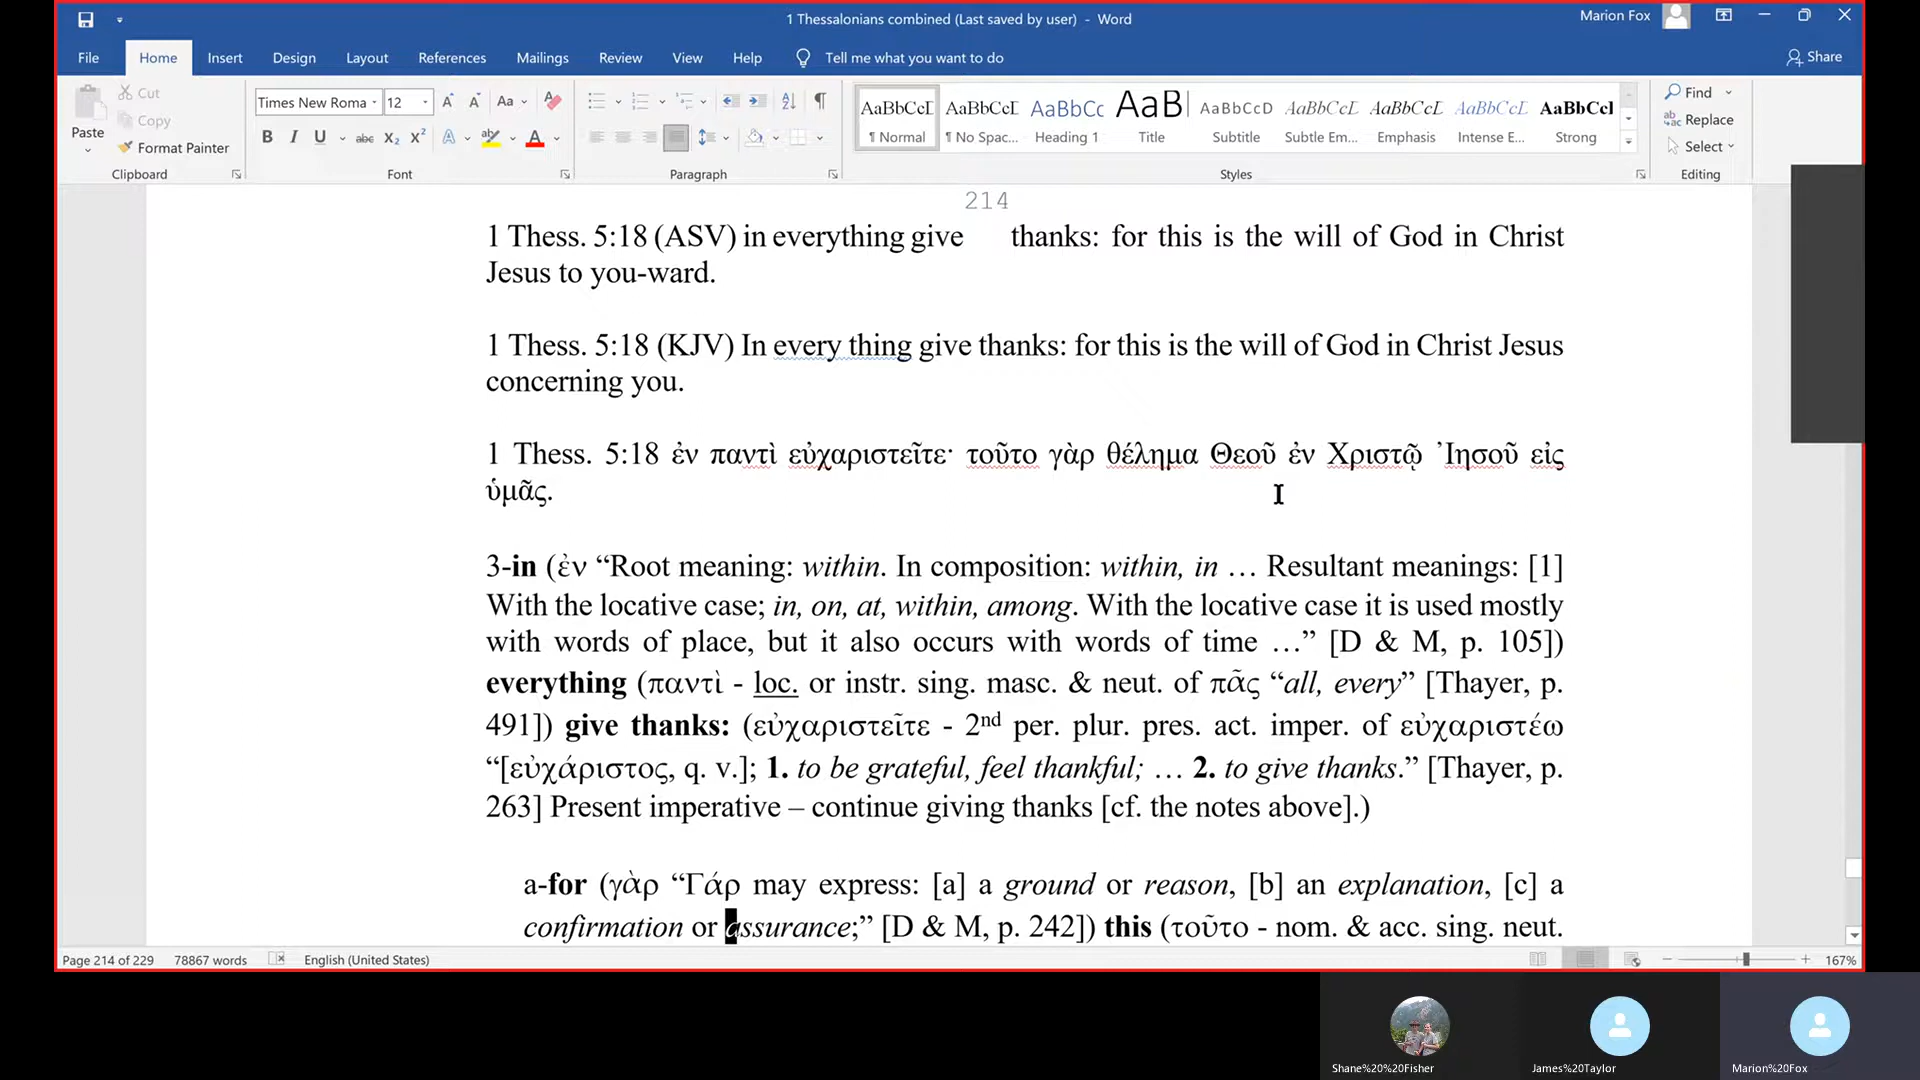 1 Thessalonians combined (Last saved by user) - Word
Marion Fox
File Home Insert Design Layout References Mailings Review View Help Tell me what you want to do Share
Paste Cut Copy Format Painter Clipboard
Times New Roma 12 Font
Paragraph
AaBbCcI AaBbCcI AaBbCc AaB AaBbCcD AaBbCcL AaBbCcL AaBbCcL AaBbCcl
¶ Normal ¶ No Spac... Heading 1 Title Subtitle Subtle Em... Emphasis Intense E... Strong
Styles
Find Replace Select Editing
214
1 Thess. 5:18 (ASV) in everything give thanks: for this is the will of God in Christ
Jesus to you-ward.
1 Thess. 5:18 (KJV) In every thing give thanks: for this is the will of God in Christ Jesus
concerning you.
1 Thess. 5:18 ἐν παντὶ εὐχαριστεῖτε· τοῦτο γὰρ θέλημα Θεοῦ ἐν Χριστῷ Ἰησοῦ εἰς
ὑμᾶς.
3-in (ἐν “Root meaning: within. In composition: within, in … Resultant meanings: [1]
With the locative case; in, on, at, within, among. With the locative case it is used mostly
with words of place, but it also occurs with words of time …” [D & M, p. 105])
everything (παντὶ - loc. or instr. sing. masc. & neut. of πᾶς “all, every” [Thayer, p.
491]) give thanks: (εὐχαριστεῖτε - 2nd per. plur. pres. act. imper. of εὐχαριστέω
“[εὐχάριστος, q. v.]; 1. to be grateful, feel thankful; … 2. to give thanks.” [Thayer, p.
263] Present imperative – continue giving thanks [cf. the notes above].)
a-for (γὰρ “Γάρ may express: [a] a ground or reason, [b] an explanation, [c] a
confirmation or assurance;” [D & M, p. 242]) this (τοῦτο - nom. & acc. sing. neut.
Page 214 of 229 78867 words English (United States) 167%
Shane%20%20Fisher James%20Taylor Marion%20Fox